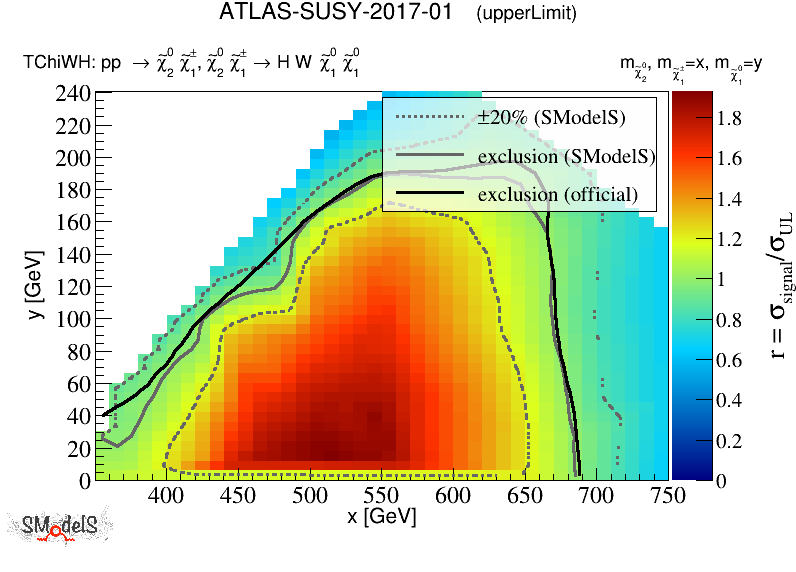 ATLAS-SUSY-2017-01 (upperLimit)
TChiWH: pp → χ̃⁰₂ χ̃±₁, χ̃⁰₂ χ̃±₁ → H W χ̃⁰₁ χ̃⁰₁
m_χ̃⁰₂, m_χ̃±₁=x, m_χ̃⁰₁=y
±20% (SModelS)
exclusion (SModelS)
exclusion (official)
240
220
200
180
160
140
120
100
80
60
40
20
0
y [GeV]
400 450 500 550 600 650 700 750
x [GeV]
1.8
1.6
1.4
1.2
1
0.8
0.6
0.4
0.2
0
r = σ_signal/σ_UL
SModelS